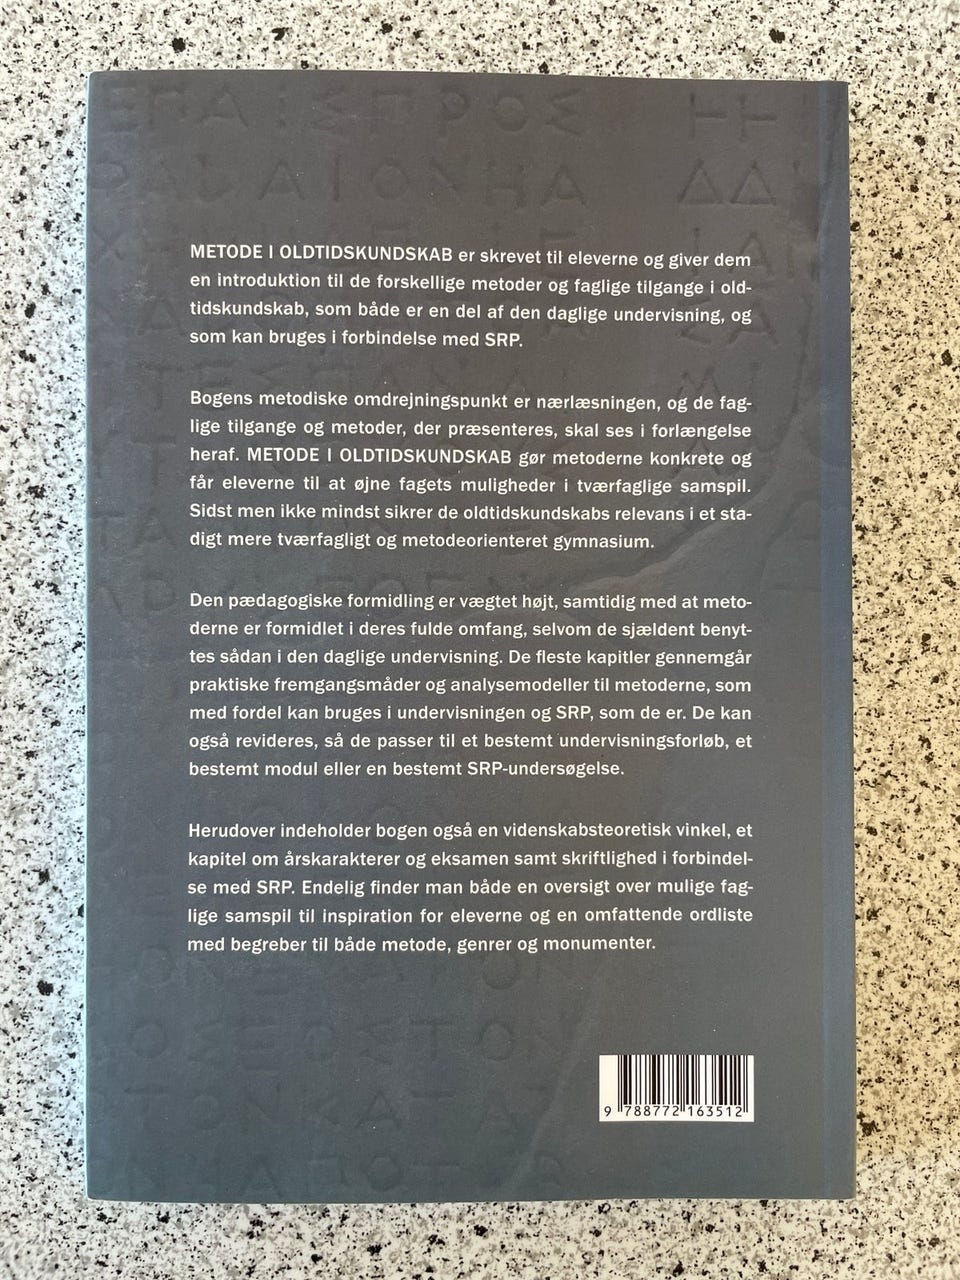 METODE I OLDTIDSKUNDSKAB er skrevet til eleverne og giver dem
en introduktion til de forskellige metoder og faglige tilgange i old-
tidskundskab, som både er en del af den daglige undervisning, og
som kan bruges i forbindelse med SRP.
Bogens metodiske omdrejningspunkt er nærlæsningen, og de fag-
lige tilgange og metoder, der præsenteres, skal ses i forlængelse
heraf. METODE I OLDTIDSKUNDSKAB gør metoderne konkrete og
får eleverne til at øjne fagets muligheder i tværfaglige samspil.
Sidst men ikke mindst sikrer de oldtidskundskabs relevans i et sta-
digt mere tværfagligt og metodeorienteret gymnasium.
Den pædagogiske formidling er vægtet højt, samtidig med at meto-
derne er formidlet i deres fulde omfang, selvom de sjældent benyt-
tes sådan i den daglige undervisning. De fleste kapitler gennemgår
praktiske fremgangsmåder og analysemodeller til metoderne, som
med fordel kan bruges i undervisningen og SRP, som de er. De kan
også revideres, så de passer til et bestemt undervisningsforløb, et
bestemt modul eller en bestemt SRP-undersøgelse.
Herudover indeholder bogen også en videnskabsteoretisk vinkel, et
kapitel om årskarakterer og eksamen samt skriftlighed i forbindel-
se med SRP. Endelig finder man både en oversigt over mulige fag-
lige samspil til inspiration for eleverne og en omfattende ordliste
med begreber til både metode, genrer og monumenter.
9 788772 163512